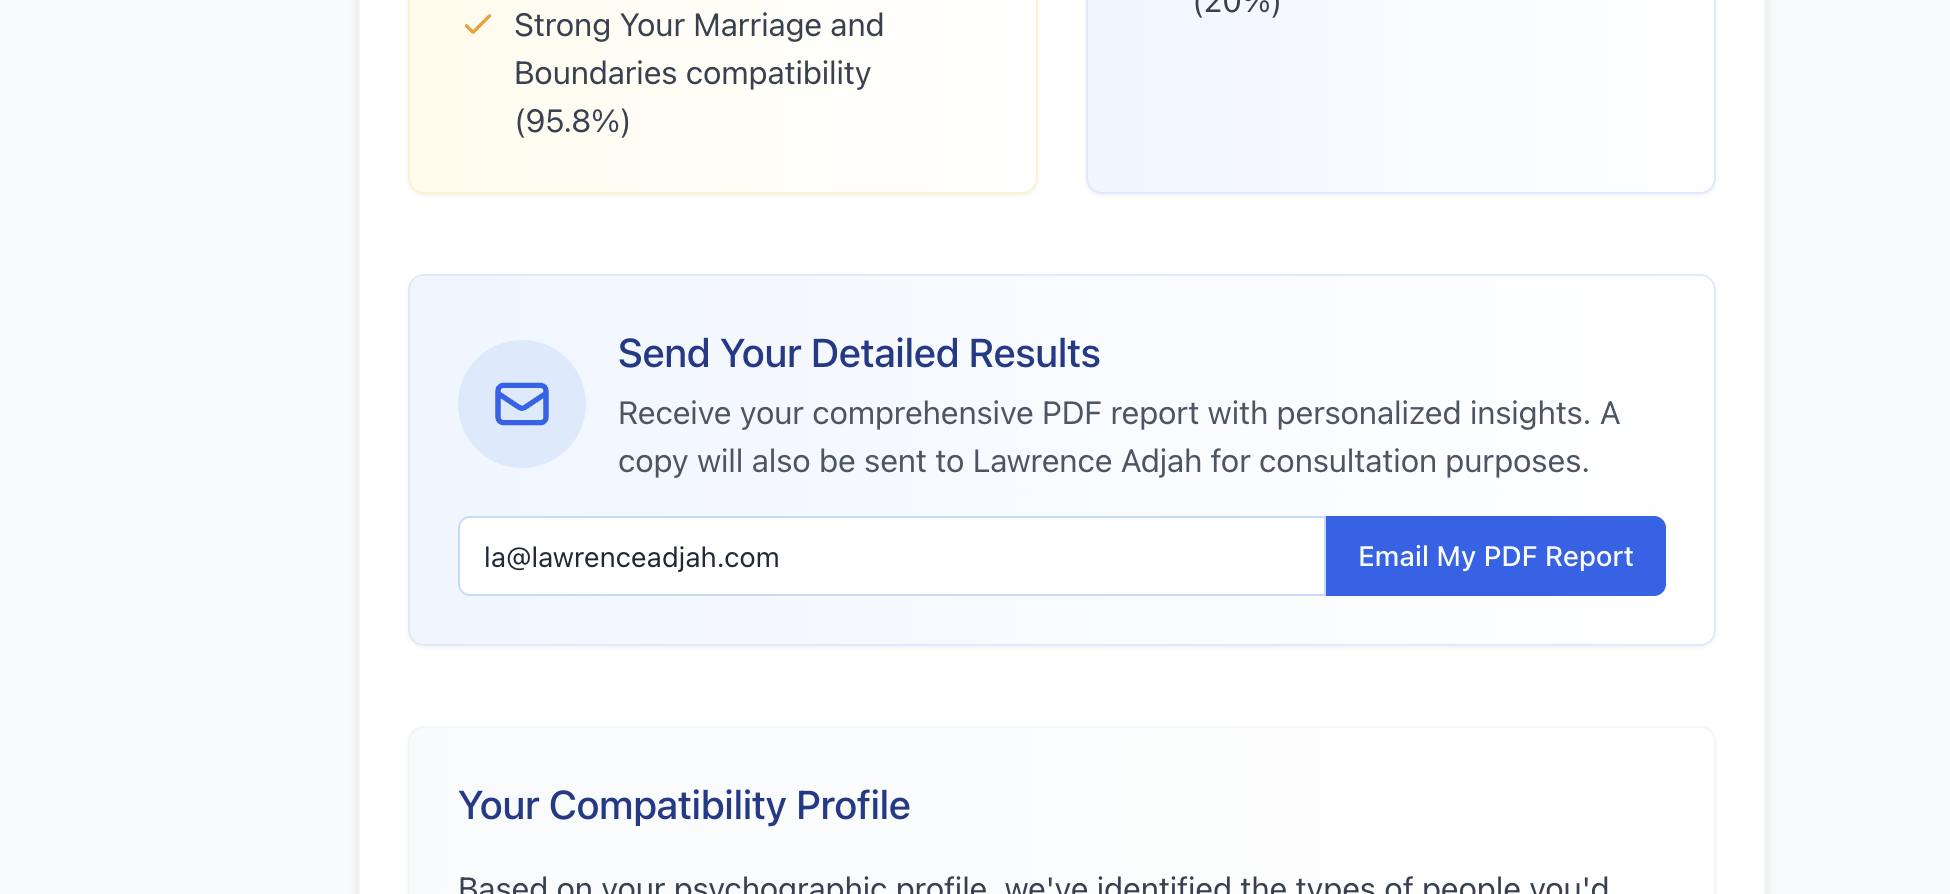 Strong Your Marriage and
Boundaries compatibility
(95.8%)
(20%)
Send Your Detailed Results
Receive your comprehensive PDF report with personalized insights. A
copy will also be sent to Lawrence Adjah for consultation purposes.
la@lawrenceadjah.com
Email My PDF Report
Your Compatibility Profile
Based on your psychographic profile, we've identified the types of people you'd